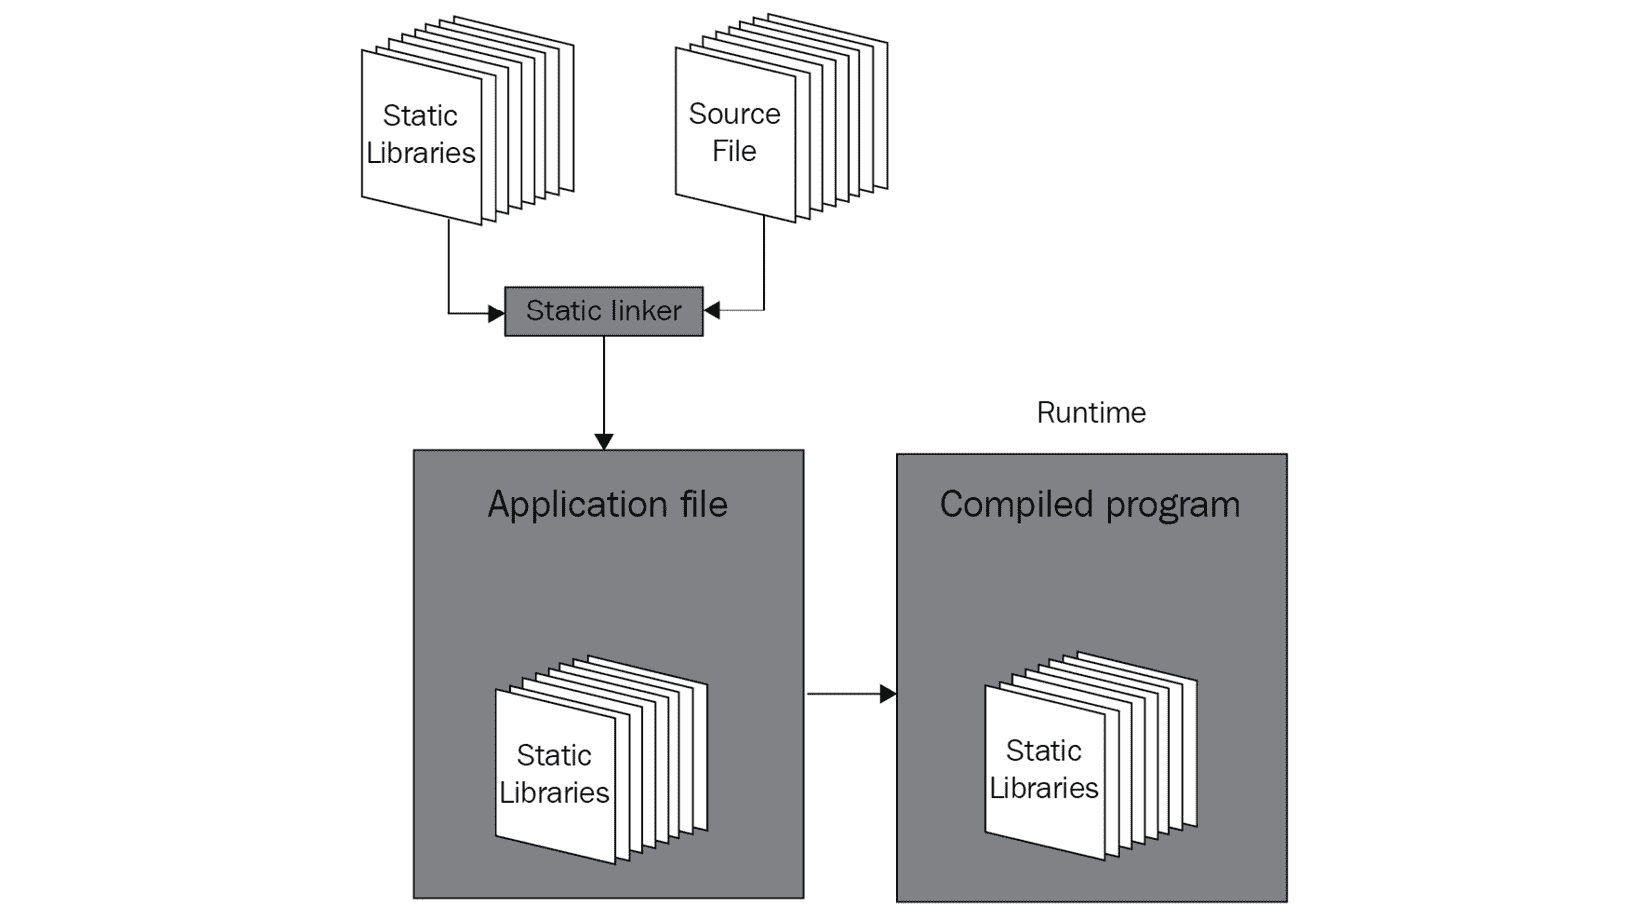 Static
Libraries
Source
File
Static linker
Runtime
Application file
Compiled program
Static
Libraries
Static
Libraries